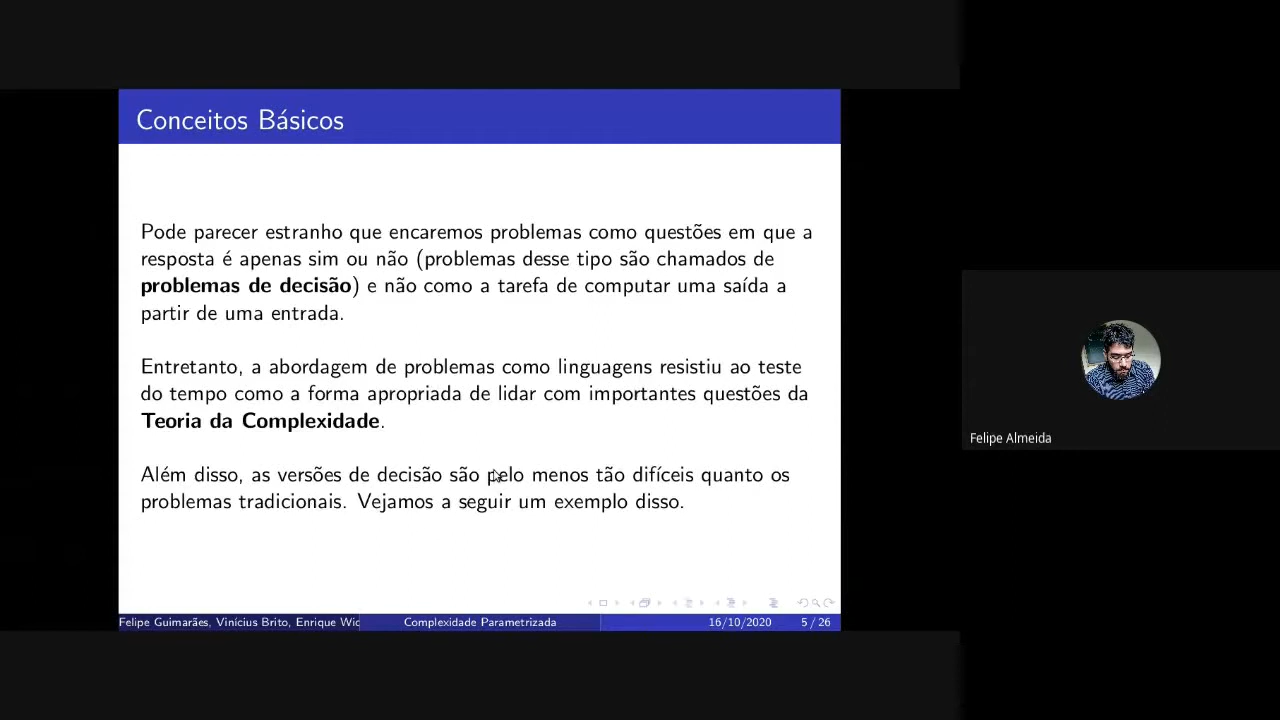 Conceitos Básicos
Pode parecer estranho que encaremos problemas como questões em que a
resposta é apenas sim ou não (problemas desse tipo são chamados de
problemas de decisão) e não como a tarefa de computar uma saída a
partir de uma entrada.
Entretanto, a abordagem de problemas como linguagens resistiu ao teste
do tempo como a forma apropriada de lidar com importantes questões da
Teoria da Complexidade.
Além disso, as versões de decisão são pelo menos tão difíceis quanto os
problemas tradicionais. Vejamos a seguir um exemplo disso.
Felipe Guimarães, Vinícius Brito, Enrique Wic
Complexidade Parametrizada
16/10/2020
5 / 26
Felipe Almeida